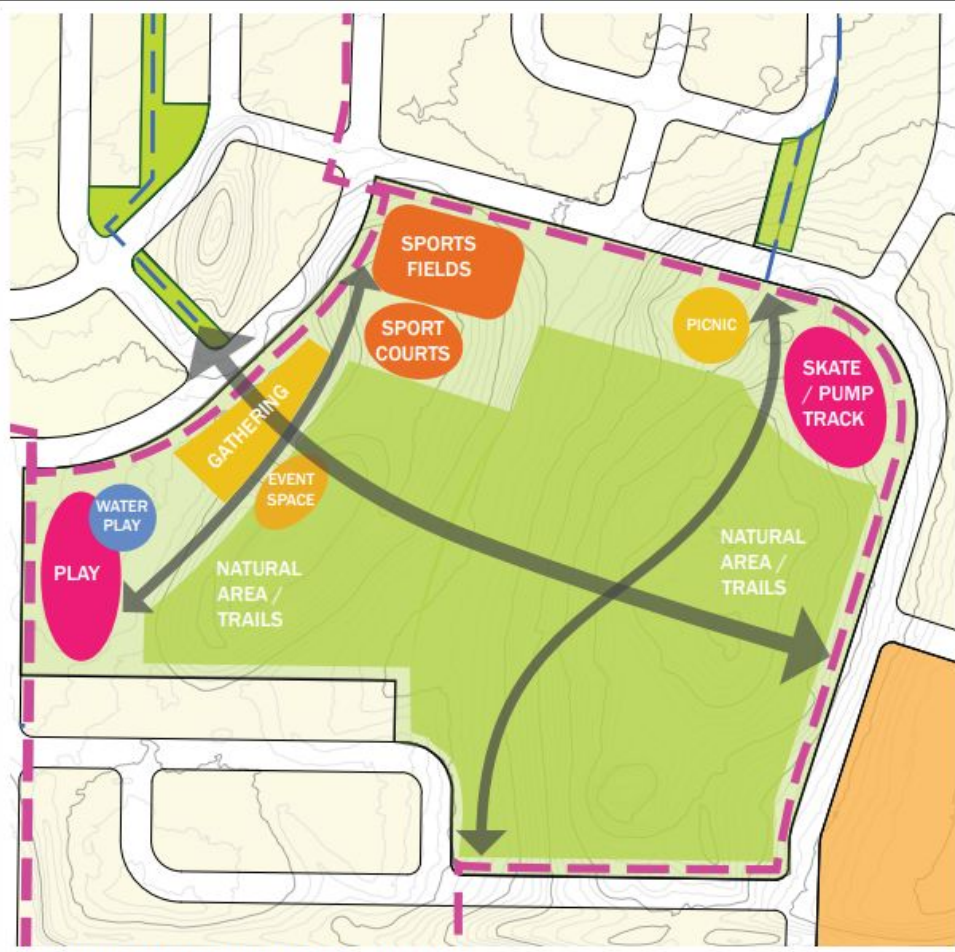 SPORTS
FIELDS
SPORT
COURTS
PICNIC
SKATE
/ PUMP
TRACK
GATHERING
EVENT
SPACE
WATER
PLAY
PLAY
NATURAL
AREA /
TRAILS
NATURAL
AREA /
TRAILS